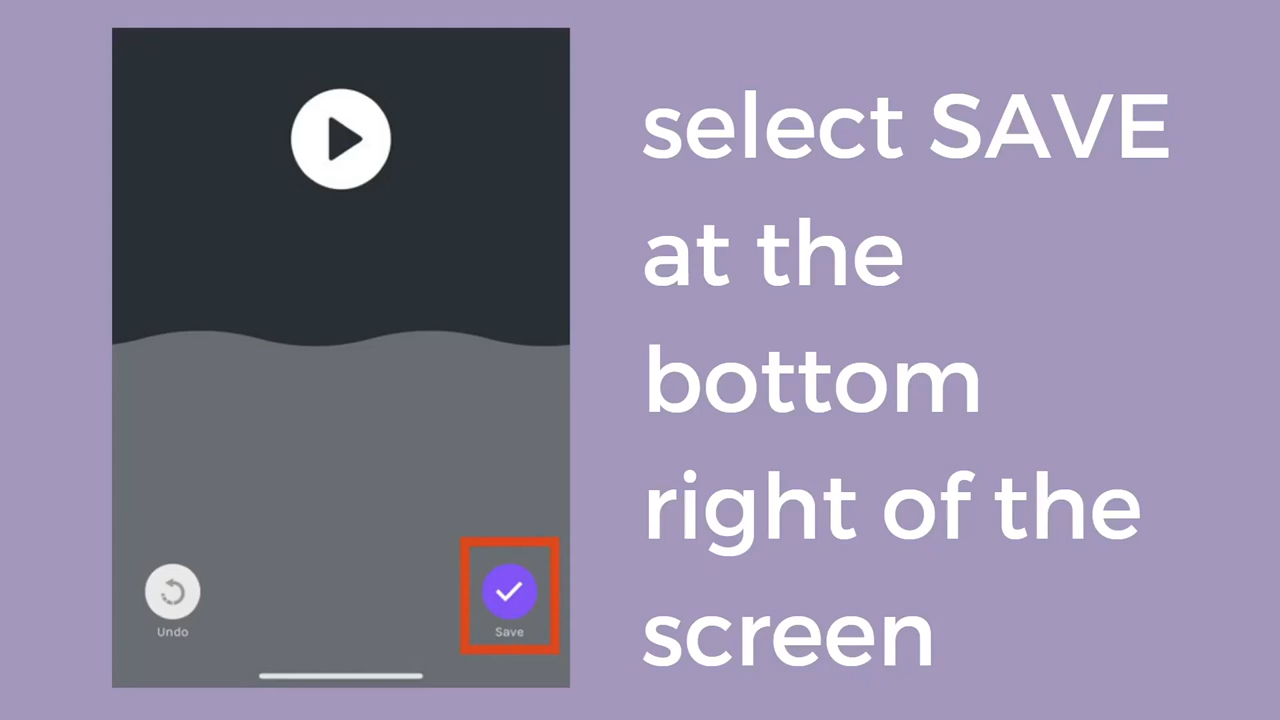 select SAVE
at the
bottom
right of the
screen
Undo
Save